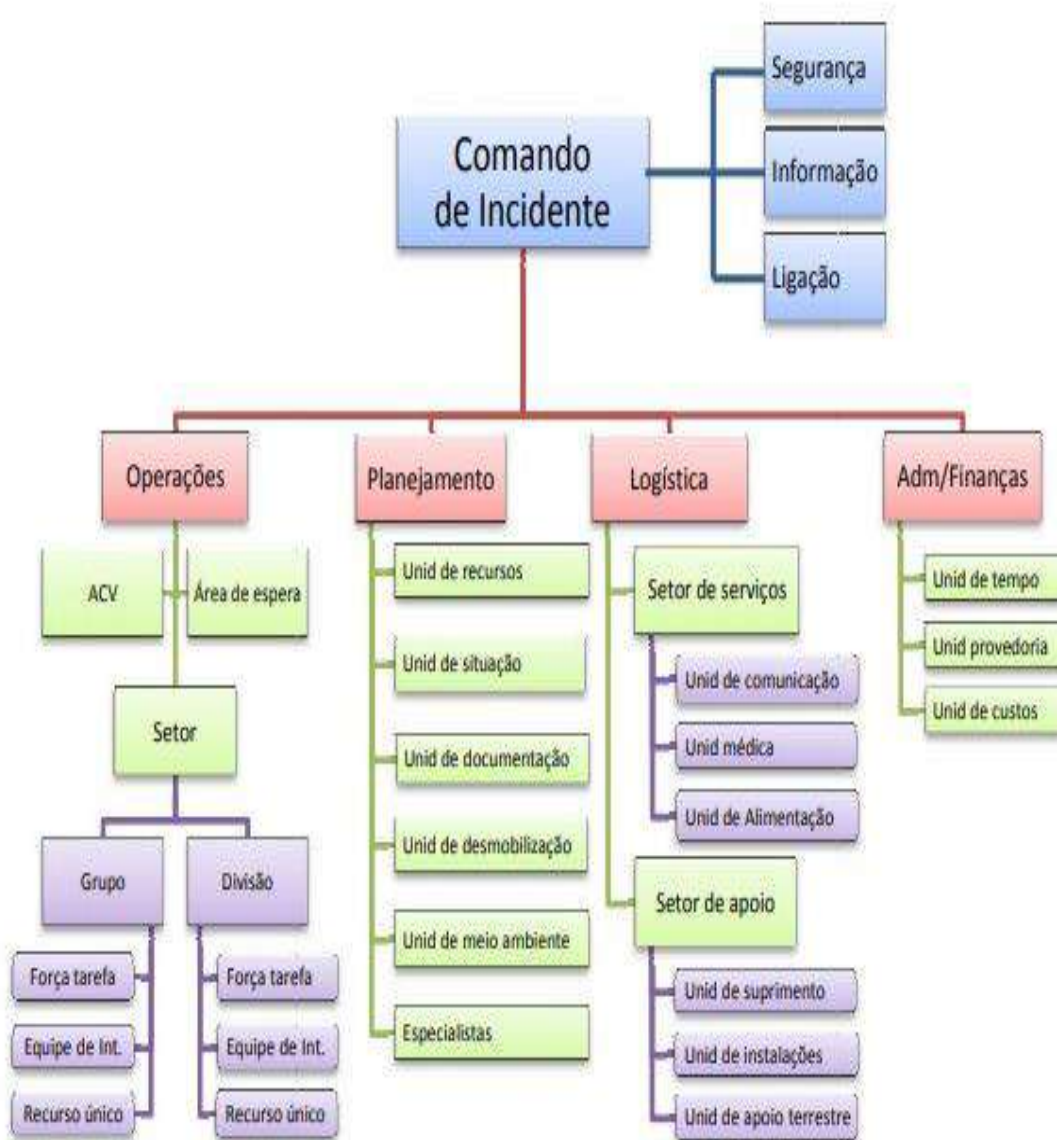 Comando
de Incidente
Segurança
Informação
Ligação
Operações
ACV
Área de espera
Setor
Grupo
Força tarefa
Equipe de Int.
Recurso único
Divisão
Força tarefa
Equipe de Int.
Recurso único
Planejamento
Unid de recursos
Unid de situação
Unid de documentação
Unid de desmobilização
Unid de meio ambiente
Especialistas
Logística
Setor de serviços
Unid de comunicação
Unid médica
Unid de Alimentação
Setor de apoio
Unid de suprimento
Unid de instalações
Unid de apoio terrestre
Adm/Finanças
Unid de tempo
Unid provedoria
Unid de custos